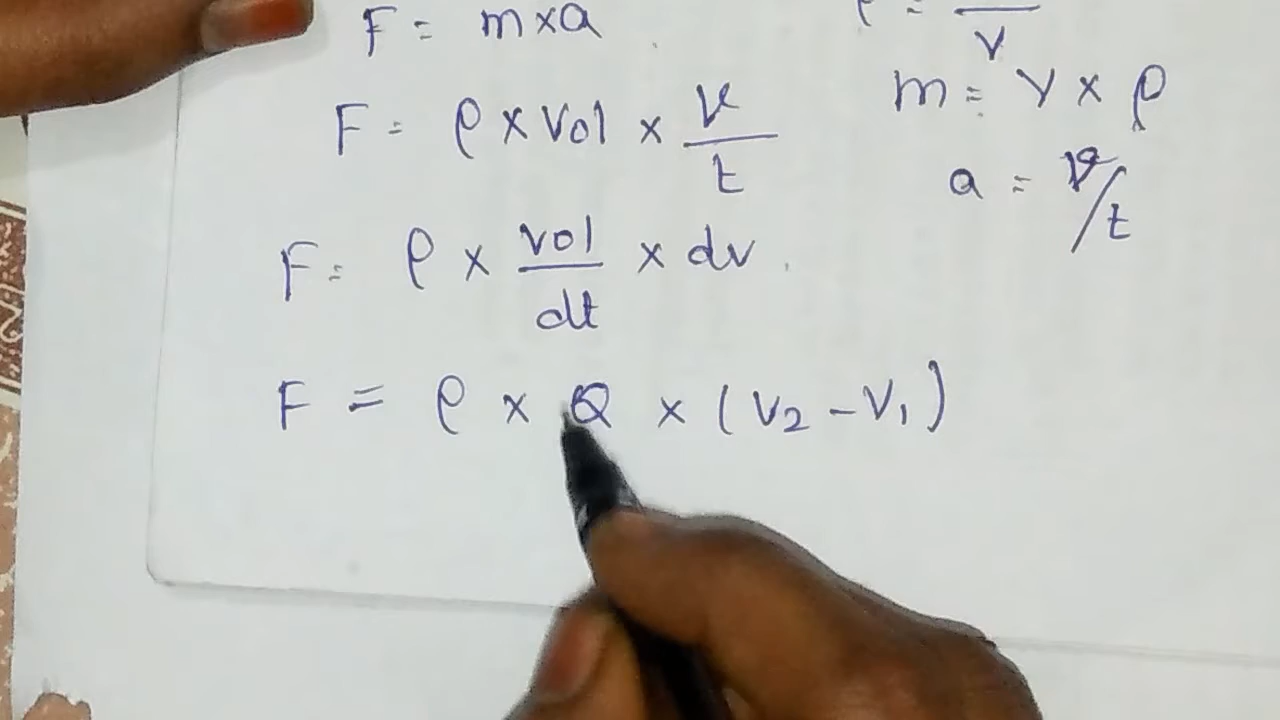 F = m×a
ρ = — / V
F = ρ × Vol × v/t
m = V × ρ
a = v/t
F = ρ × vol/dt × dv.
F = ρ × Q × (V₂ - V₁)